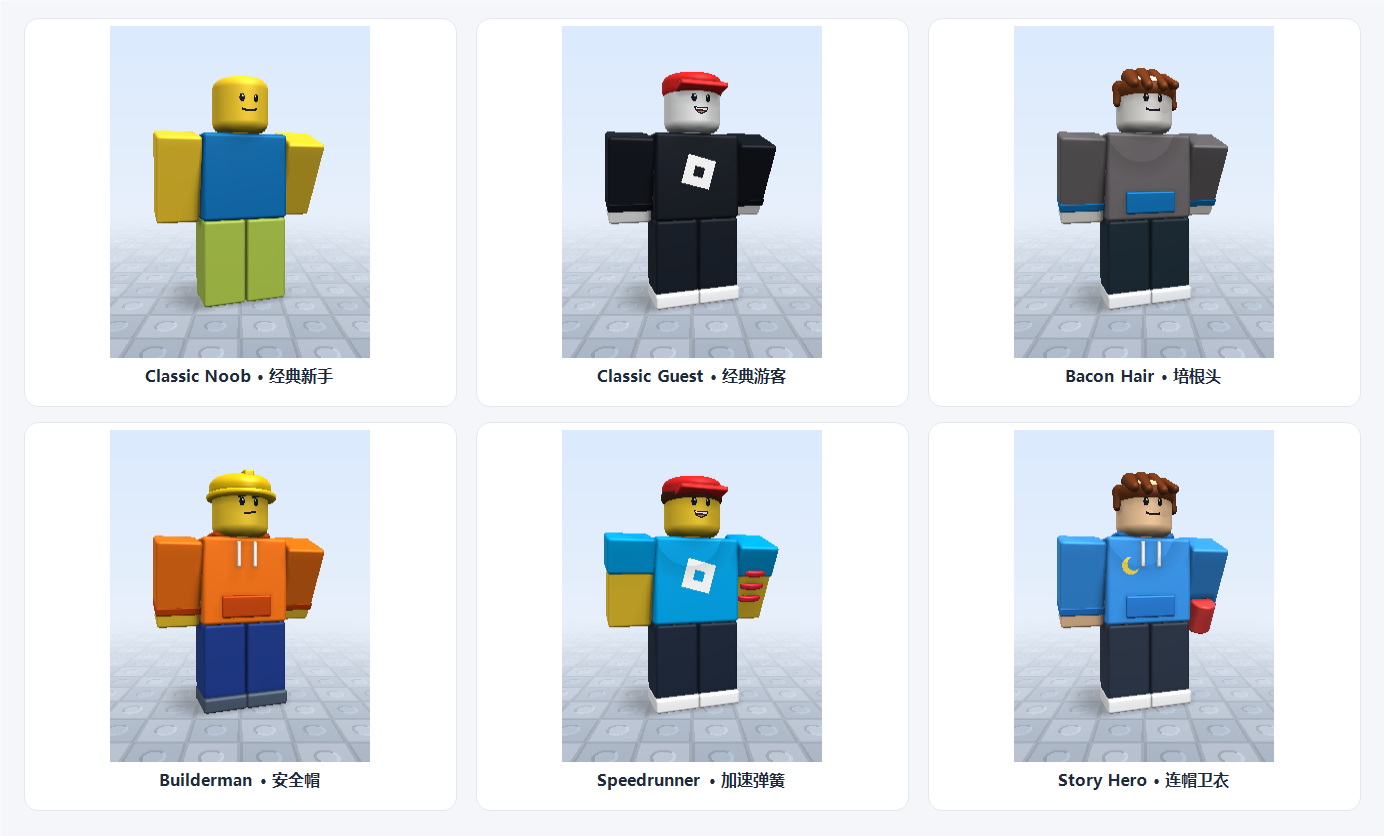 Classic Noob • 经典新手
Classic Guest • 经典游客
Bacon Hair • 培根头
Builderman • 安全帽
Speedrunner • 加速弹簧
Story Hero • 连帽卫衣